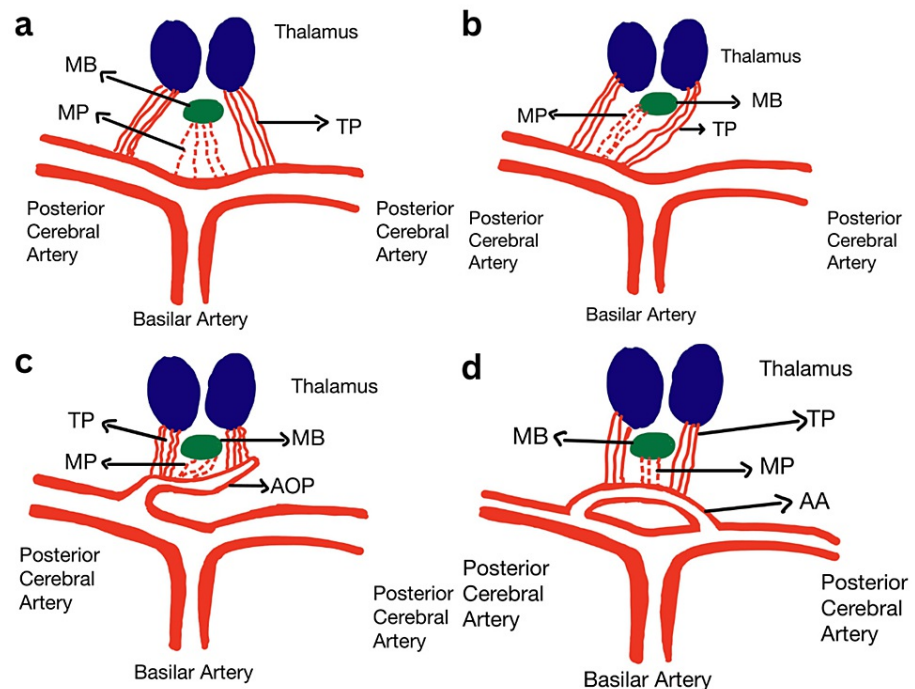 a
Thalamus
MB
MP
TP
Posterior
Cerebral
Artery
Posterior
Cerebral
Artery
Basilar Artery
b
Thalamus
MP
MB
TP
Posterior
Cerebral
Artery
Posterior
Cerebral
Artery
Basilar Artery
c
Thalamus
TP
MB
MP
AOP
Posterior
Cerebral
Artery
Posterior
Cerebral
Artery
Basilar Artery
d
Thalamus
TP
MB
MP
AA
Posterior
Cerebral
Artery
Posterior
Cerebral
Artery
Basilar Artery